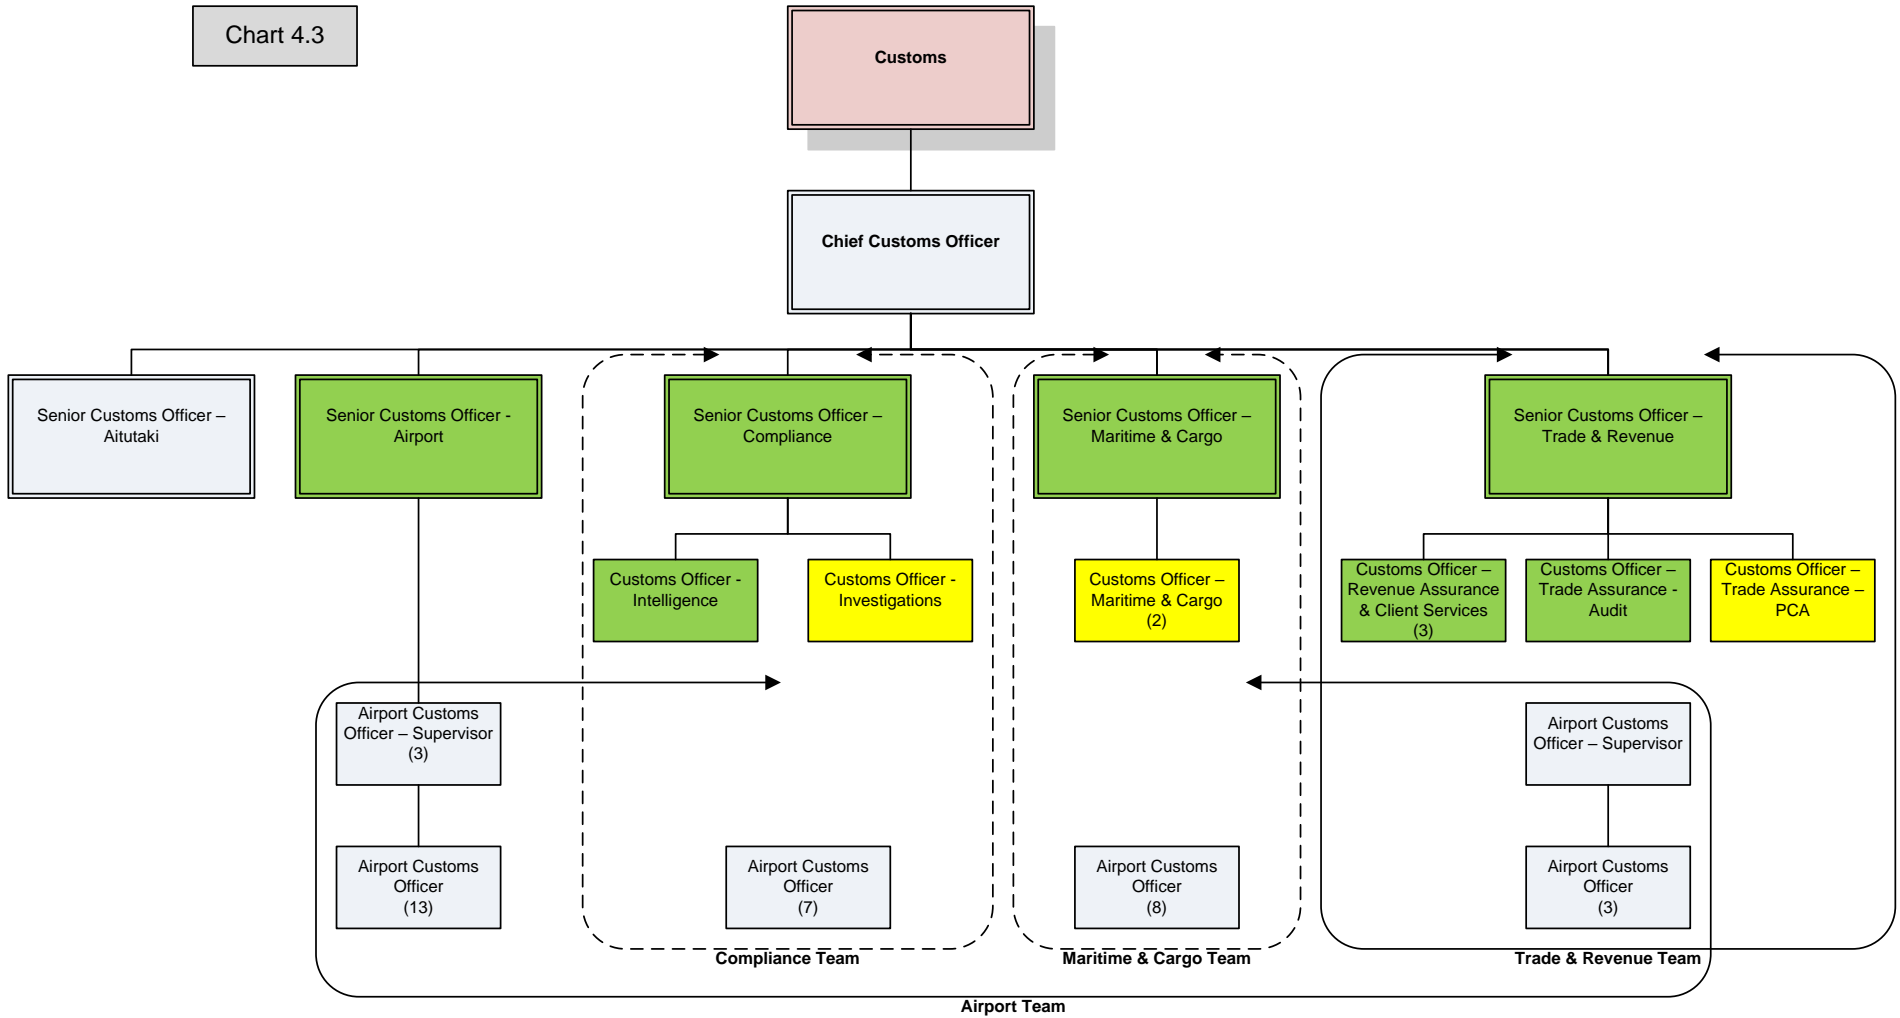 Chart 4.3
Customs
Chief Customs Officer
Senior Customs Officer –
Aitutaki
Senior Customs Officer -
Airport
Senior Customs Officer –
Compliance
Senior Customs Officer –
Maritime & Cargo
Senior Customs Officer –
Trade & Revenue
Customs Officer -
Intelligence
Customs Officer -
Investigations
Customs Officer –
Maritime & Cargo
(2)
Customs Officer –
Revenue Assurance
& Client Services
(3)
Customs Officer –
Trade Assurance -
Audit
Customs Officer –
Trade Assurance –
PCA
Airport Customs
Officer – Supervisor
(3)
Airport Customs
Officer – Supervisor
Airport Customs
Officer
(13)
Airport Customs
Officer
(7)
Airport Customs
Officer
(8)
Airport Customs
Officer
(3)
Compliance Team
Maritime & Cargo Team
Trade & Revenue Team
Airport Team